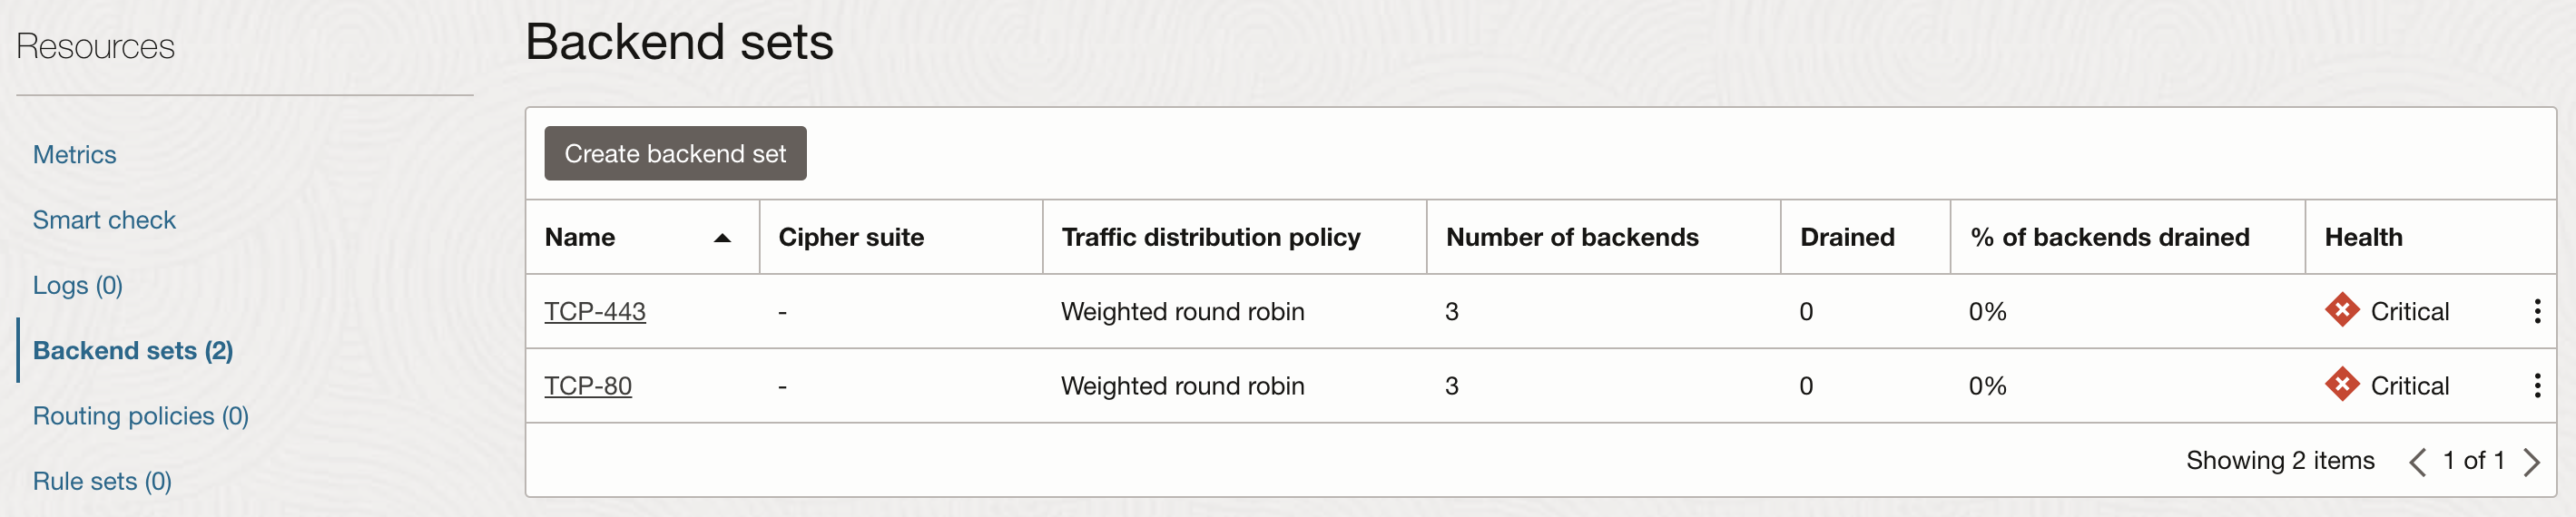 Resources
Metrics
Smart check
Logs (0)
Backend sets (2)
Routing policies (0)
Rule sets (0)
Backend sets
Create backend set
Name Cipher suite Traffic distribution policy Number of backends Drained % of backends drained Health
TCP-443 - Weighted round robin 3 0 0% Critical
TCP-80 - Weighted round robin 3 0 0% Critical
Showing 2 items 1 of 1